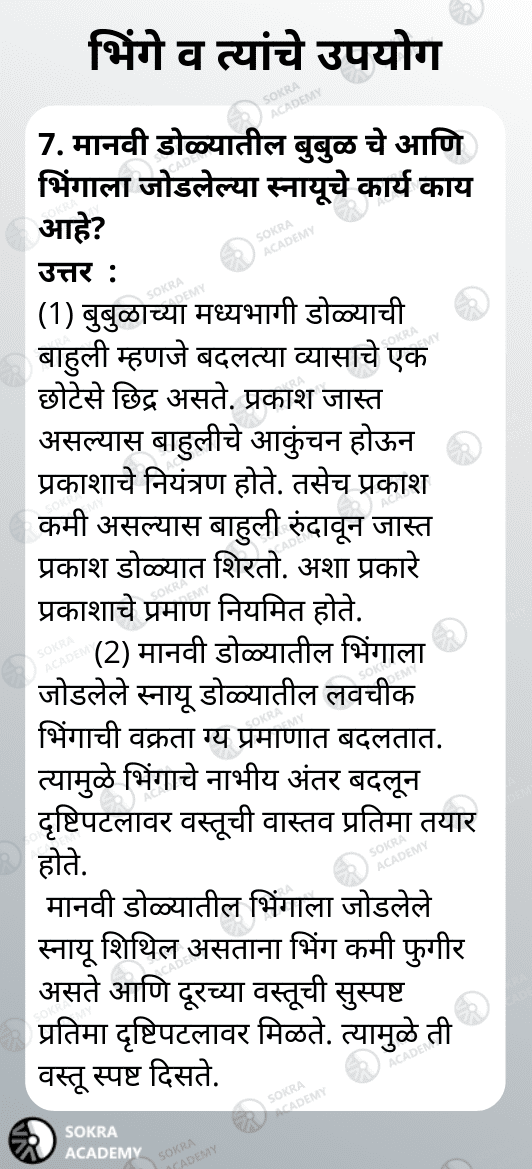 भिंगे व त्यांचे उपयोग
7. मानवी डोळ्यातील बुबुळ चे आणि
भिंगाला जोडलेल्या स्नायूचे कार्य काय
आहे?
उत्तर :
(1) बुबुळाच्या मध्यभागी डोळ्याची
बाहुली म्हणजे बदलत्या व्यासाचे एक
छोटेसे छिद्र असते. प्रकाश जास्त
असल्यास बाहुलीचे आकुंचन होऊन
प्रकाशाचे नियंत्रण होते. तसेच प्रकाश
कमी असल्यास बाहुली रुंदावून जास्त
प्रकाश डोळ्यात शिरतो. अशा प्रकारे
प्रकाशाचे प्रमाण नियमित होते.
(2) मानवी डोळ्यातील भिंगाला
जोडलेले स्नायू डोळ्यातील लवचीक
भिंगाची वक्रता ग्य प्रमाणात बदलतात.
त्यामुळे भिंगाचे नाभीय अंतर बदलून
दृष्टिपटलावर वस्तूची वास्तव प्रतिमा तयार
होते.
मानवी डोळ्यातील भिंगाला जोडलेले
स्नायू शिथिल असताना भिंग कमी फुगीर
असते आणि दूरच्या वस्तूची सुस्पष्ट
प्रतिमा दृष्टिपटलावर मिळते. त्यामुळे ती
वस्तू स्पष्ट दिसते.
SOKRA
ACADEMY